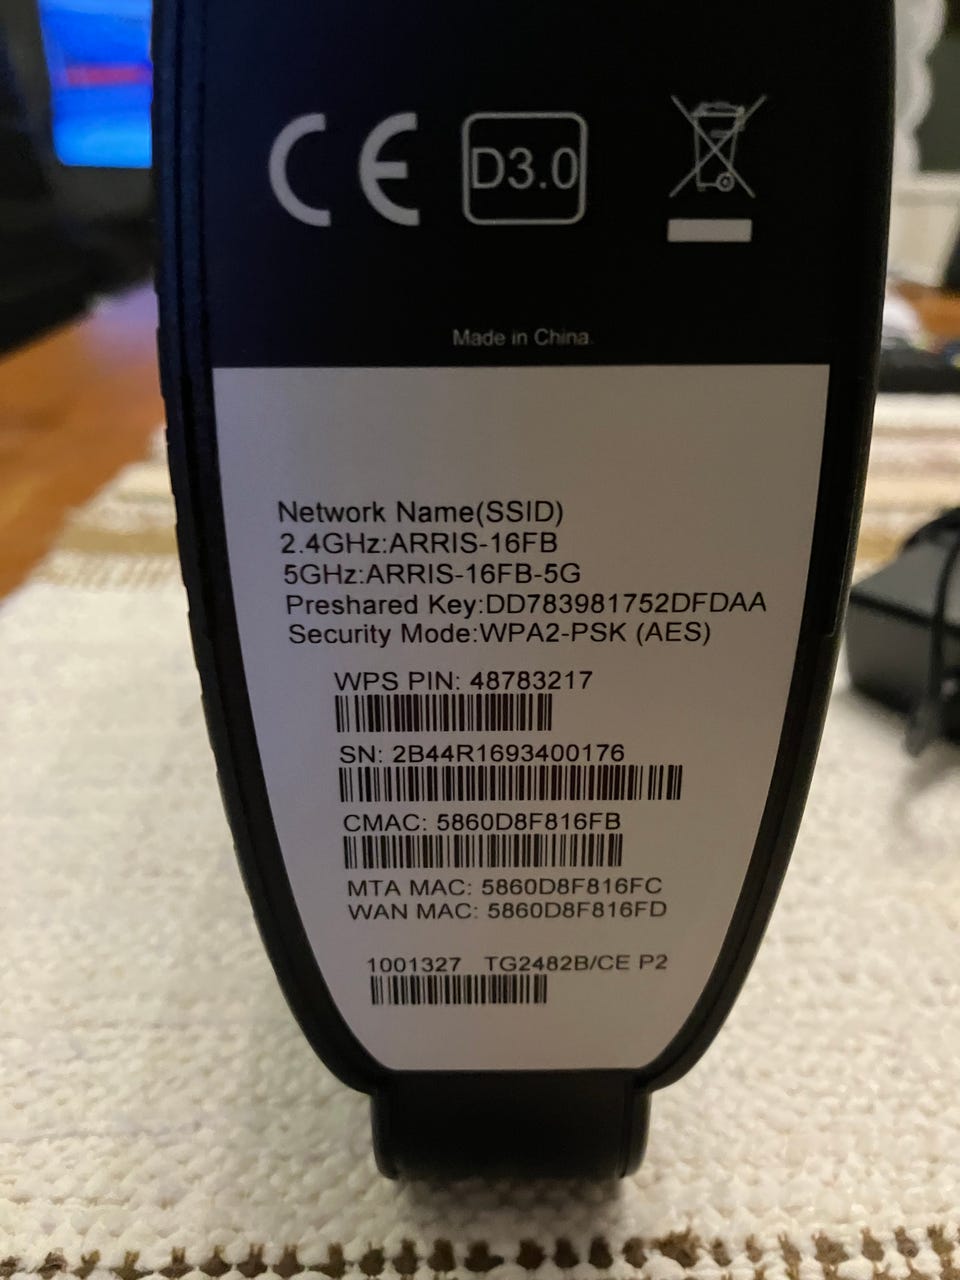 CE D3.0
Made in China.
Network Name(SSID)
2.4GHz:ARRIS-16FB
5GHz:ARRIS-16FB-5G
Preshared Key:DD783981752DFDAA
Security Mode:WPA2-PSK (AES)
WPS PIN: 48783217
SN: 2B44R1693400176
CMAC: 5860D8F816FB
MTA MAC: 5860D8F816FC
WAN MAC: 5860D8F816FD
1001327 TG2482B/CE P2